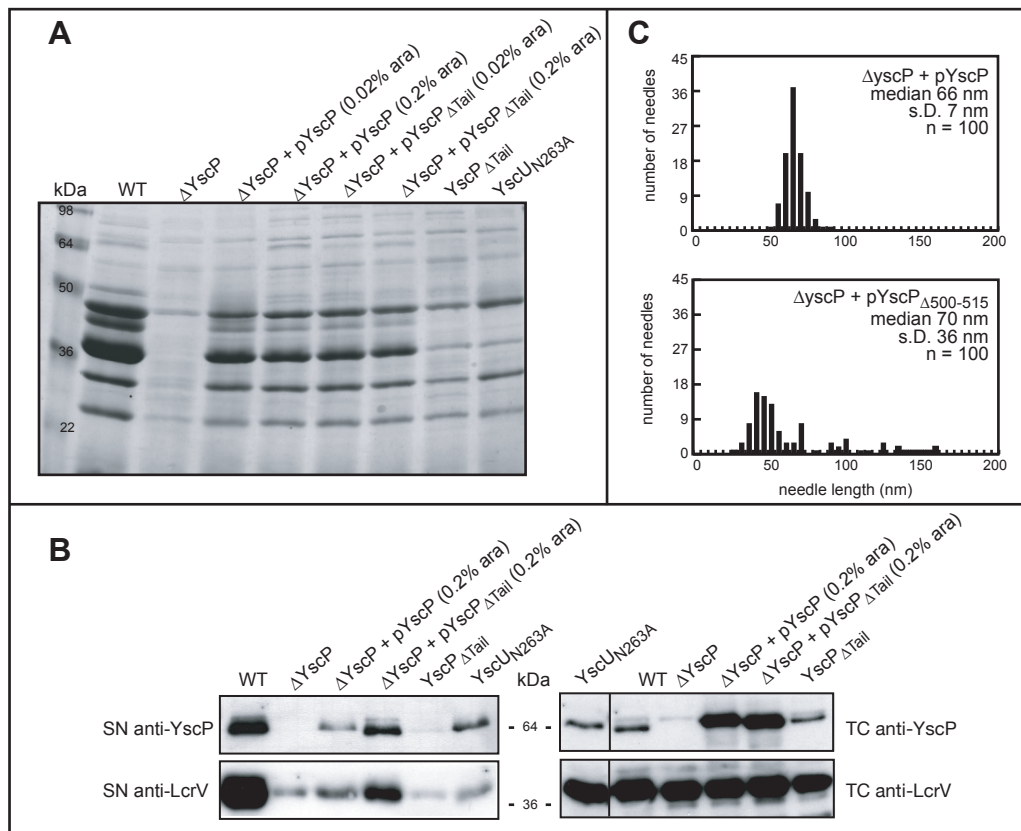 A
kDa
WT
ΔYscP
ΔYscP + pYscP (0.02% ara)
ΔYscP + pYscP (0.2% ara)
ΔYscP + pYscP ΔTail (0.02% ara)
ΔYscP + pYscP ΔTail (0.2% ara)
YscP ΔTail
YscU N263A
98
64
50
36
22
C
number of needles
45
36
27
18
9
0
ΔyscP + pYscP
median 66 nm
s.D. 7 nm
n = 100
0 50 100 150 200
number of needles
45
36
27
18
9
0
ΔyscP + pYscPΔ500-515
median 70 nm
s.D. 36 nm
n = 100
0 50 100 150 200
needle length (nm)
B
WT
ΔYscP
ΔYscP + pYscP (0.2% ara)
ΔYscP + pYscP ΔTail (0.2% ara)
YscP ΔTail
YscU N263A
kDa
YscU N263A
WT
ΔYscP
ΔYscP + pYscP (0.2% ara)
ΔYscP + pYscP ΔTail (0.2% ara)
YscP ΔTail
SN anti-YscP
- 64 -
TC anti-YscP
SN anti-LcrV
- 36 -
TC anti-LcrV